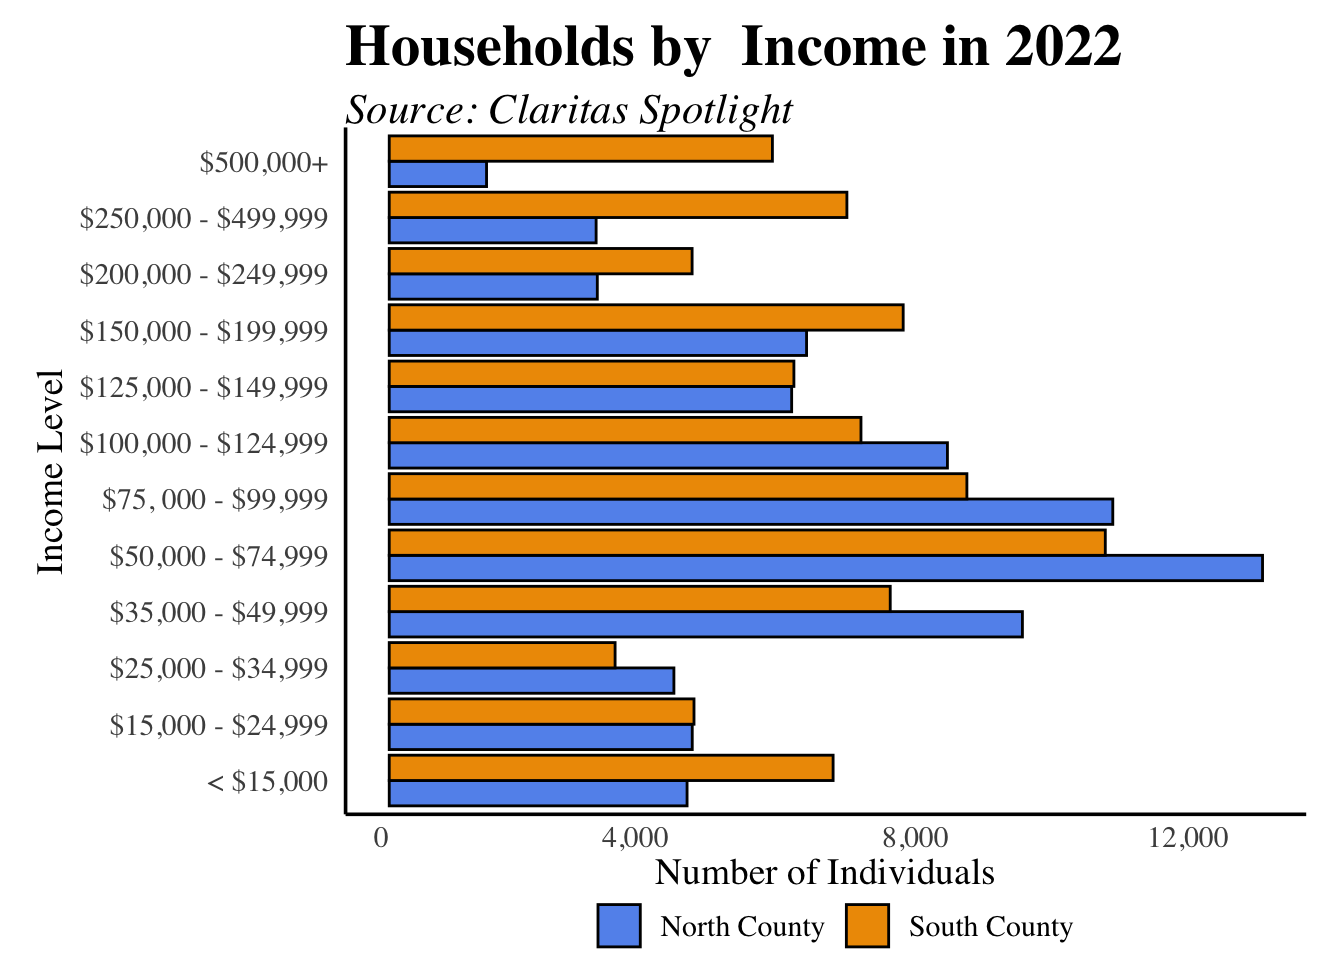 Households by  Income in 2022
Source: Claritas Spotlight
$500,000+
$250,000 - $499,999
$200,000 - $249,999
$150,000 - $199,999
$125,000 - $149,999
$100,000 - $124,999
$75, 000 - $99,999
$50,000 - $74,999
$35,000 - $49,999
$25,000 - $34,999
$15,000 - $24,999
< $15,000
Income Level
0 4,000 8,000 12,000
Number of Individuals
North County South County